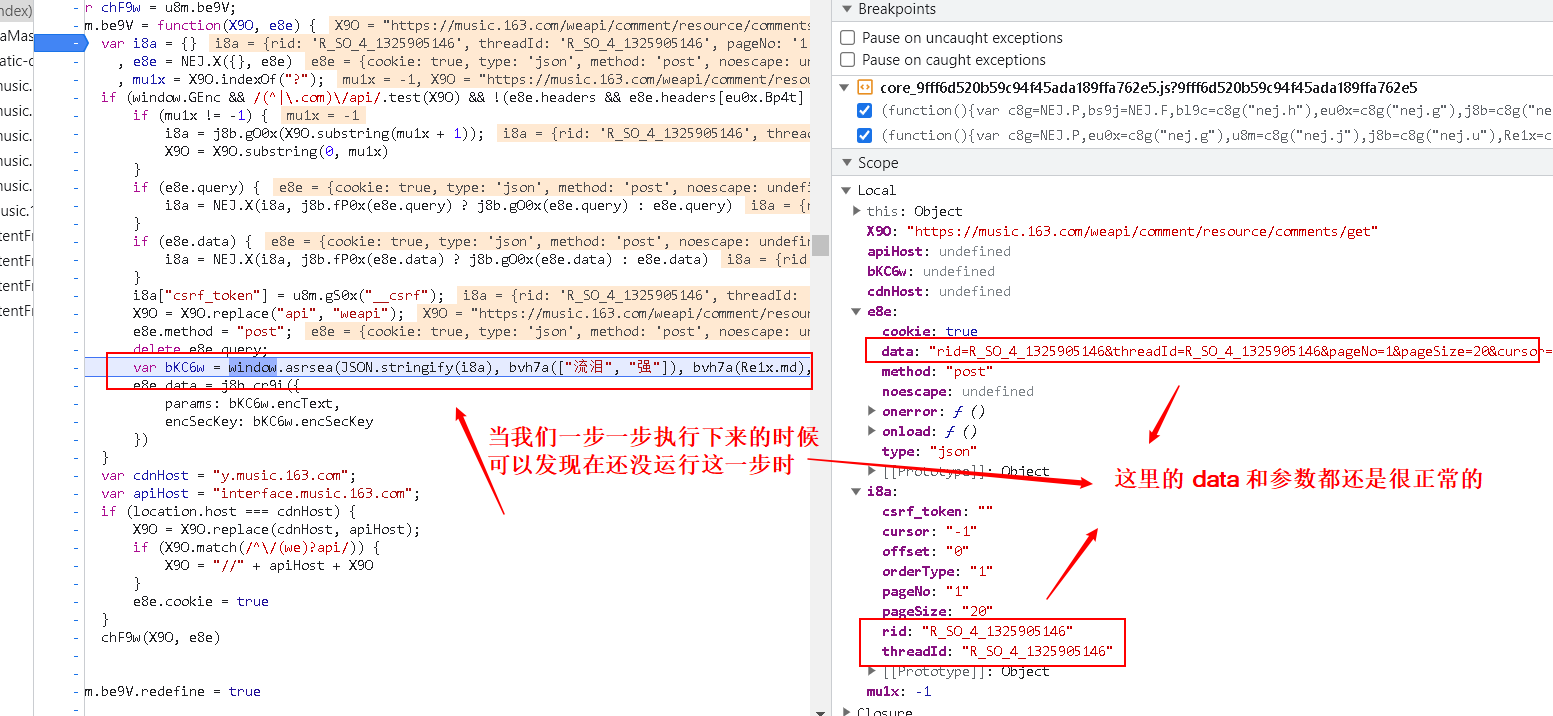 ndex)
aMas
atic-c
music.
music.
music.
music.
music.
usic.1
tentFr
tentFr
tentFr
tentFr
r chF9w = u8m.be9V;
m.be9V = function(X9O, e8e) {  X9O = "https://music.163.com/weapi/comment/resource/comments
var i8a = {}  i8a = {rid: 'R_SO_4_1325905146', threadId: 'R_SO_4_1325905146', pageNo: '1
, e8e = NEJ.X({}, e8e)  e8e = {cookie: true, type: 'json', method: 'post', noescape: unde
, mu1x = X9O.indexOf("?");  mu1x = -1, X9O = "https://music.163.com/weapi/comment/resou
if (window.GEnc && /(^|\.com)\/api/.test(X9O) && !(e8e.headers && e8e.headers[eu0x.Bp4t]
if (mu1x != -1) {  mu1x = -1
i8a = j8b.gO0x(X9O.substring(mu1x + 1));  i8a = {rid: 'R_SO_4_1325905146', thread
X9O = X9O.substring(0, mu1x)
}
if (e8e.query) {  e8e = {cookie: true, type: 'json', method: 'post', noescape: undefi
i8a = NEJ.X(i8a, j8b.fP0x(e8e.query) ? j8b.gO0x(e8e.query) : e8e.query)  i8a = {r
}
if (e8e.data) {  e8e = {cookie: true, type: 'json', method: 'post', noescape: undefin
i8a = NEJ.X(i8a, j8b.fP0x(e8e.data) ? j8b.gO0x(e8e.data) : e8e.data)  i8a = {rid
}
i8a["csrf_token"] = u8m.gS0x("__csrf");  i8a = {rid: 'R_SO_4_1325905146', threadId:
X9O = X9O.replace("api", "weapi");  X9O = "https://music.163.com/weapi/comment/resour
e8e.method = "post";  e8e = {cookie: true, type: 'json', method: 'post', noescape: un
delete e8e.query;
var bKC6w = window.asrsea(JSON.stringify(i8a), bvh7a(["流泪", "强"]), bvh7a(Re1x.md),
e8e.data = j8b.cr9i({
params: bKC6w.encText,
encSecKey: bKC6w.encSecKey
})
}
var cdnHost = "y.music.163.com";
var apiHost = "interface.music.163.com";
if (location.host === cdnHost) {
X9O = X9O.replace(cdnHost, apiHost);
if (X9O.match(/^\/(we)?api/)) {
X9O = "//" + apiHost + X9O
}
e8e.cookie = true
}
chF9w(X9O, e8e)
m.be9V.redefine = true
当我们一步一步执行下来的时候
可以发现在还没运行这一步时
Breakpoints
Pause on uncaught exceptions
Pause on caught exceptions
core_9fff6d520b59c94f45ada189ffa762e5.js?9fff6d520b59c94f45ada189ffa762e5
(function(){var c8g=NEJ.P,bs9j=NEJ.F,bl9c=c8g("nej.h"),eu0x=c8g("nej.g"),j8b=c8g("ne
(function(){var c8g=NEJ.P,eu0x=c8g("nej.g"),u8m=c8g("nej.j"),j8b=c8g("nej.u"),Re1x=c
Scope
Local
this: Object
X9O: "https://music.163.com/weapi/comment/resource/comments/get"
apiHost: undefined
bKC6w: undefined
cdnHost: undefined
e8e:
cookie: true
data: "rid=R_SO_4_1325905146&threadId=R_SO_4_1325905146&pageNo=1&pageSize=20&cursor=
method: "post"
noescape: undefined
onerror: ƒ ()
onload: ƒ ()
type: "json"
[[Prototype]]: Object
i8a:
csrf_token: ""
cursor: "-1"
offset: "0"
orderType: "1"
pageNo: "1"
pageSize: "20"
rid: "R_SO_4_1325905146"
threadId: "R_SO_4_1325905146"
[[Prototype]]: Object
mu1x: -1
Closure
这里的 data 和参数都还是很正常的